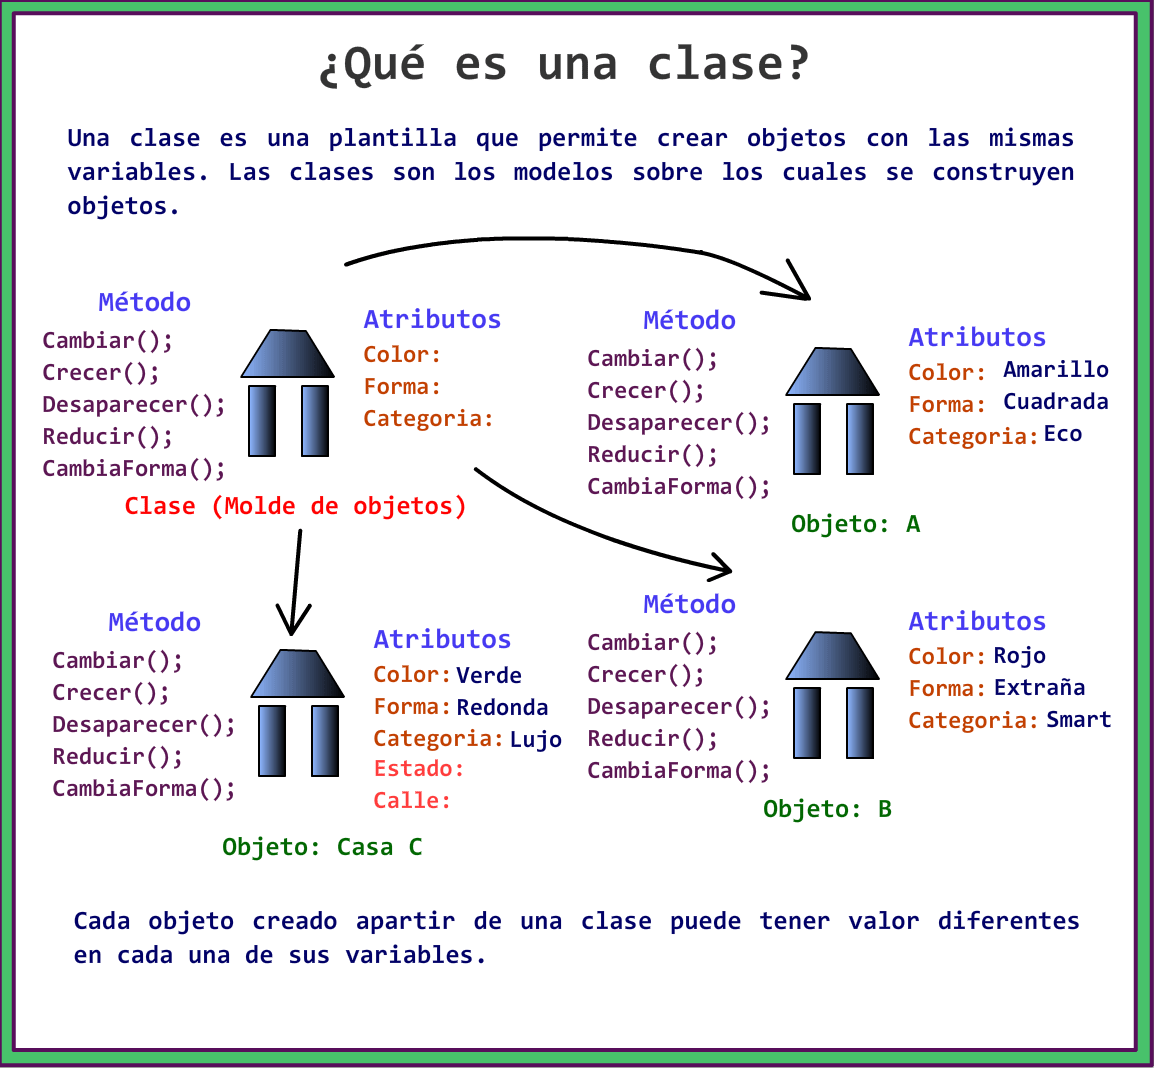 ¿Qué es una clase?
Una clase es una plantilla que permite crear objetos con las mismas
variables. Las clases son los modelos sobre los cuales se construyen
objetos.
Método
Cambiar();
Crecer();
Desaparecer();
Reducir();
CambiaForma();
Atributos
Color:
Forma:
Categoria:
Clase (Molde de objetos)
Método
Cambiar();
Crecer();
Desaparecer();
Reducir();
CambiaForma();
Atributos
Color: Amarillo
Forma: Cuadrada
Categoria: Eco
Objeto: A
Método
Cambiar();
Crecer();
Desaparecer();
Reducir();
CambiaForma();
Atributos
Color: Verde
Forma: Redonda
Categoria: Lujo
Estado:
Calle:
Objeto: Casa C
Método
Cambiar();
Crecer();
Desaparecer();
Reducir();
CambiaForma();
Atributos
Color: Rojo
Forma: Extraña
Categoria: Smart
Objeto: B
Cada objeto creado apartir de una clase puede tener valor diferentes
en cada una de sus variables.